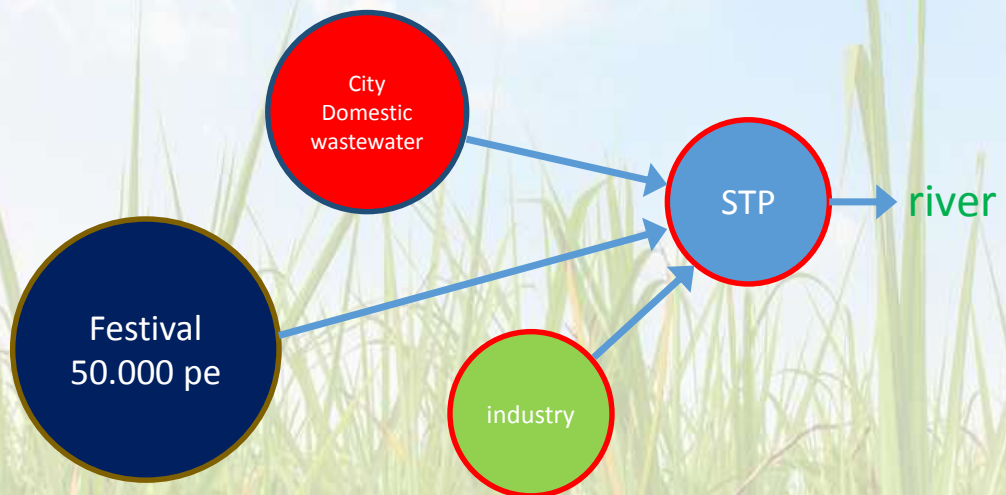 City
Domestic
wastewater
STP
river
Festival
50.000 pe
industry